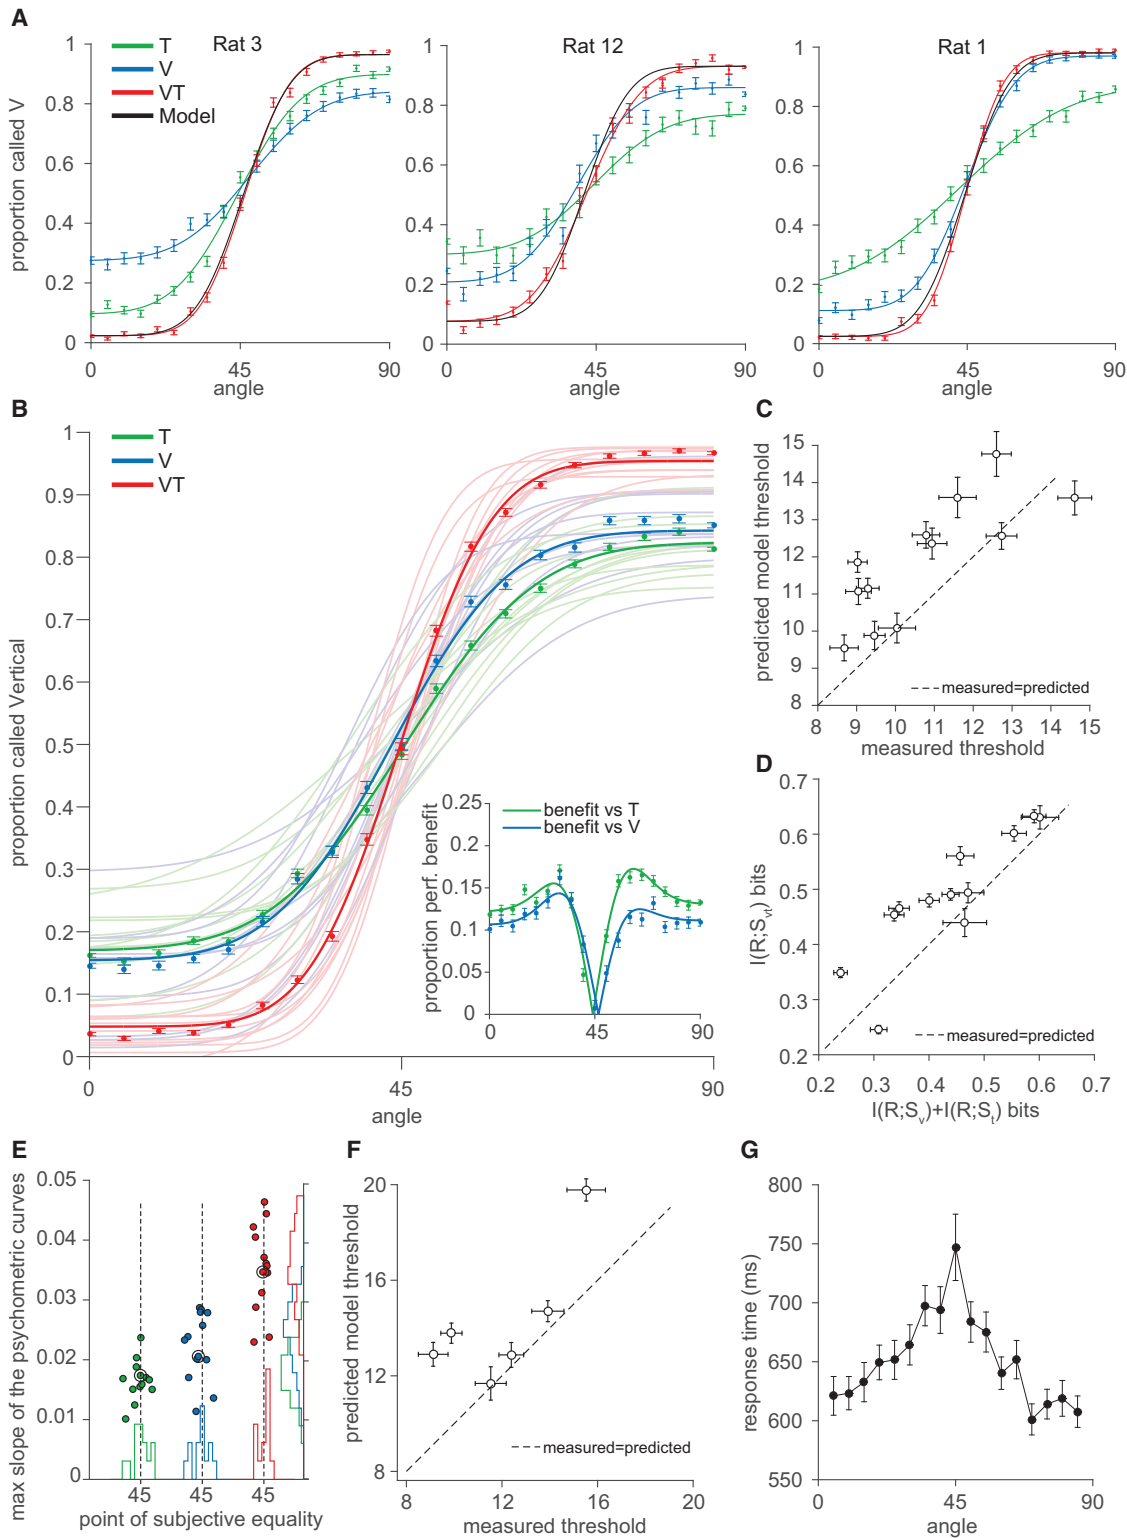 A
T
V
VT
Model
Rat 3
Rat 12
Rat 1
proportion called V
1
0.8
0.6
0.4
0.2
0
0
45
90
angle
1
0.8
0.6
0.4
0.2
0
0
45
90
angle
1
0.8
0.6
0.4
0.2
0
0
45
90
angle
B
T
V
VT
proportion called Vertical
1
0.9
0.8
0.7
0.6
0.5
0.4
0.3
0.2
0.1
0
0
45
90
angle
proportion perf. benefit
0.25
0.2
0.15
0.1
0.05
0
benefit vs T
benefit vs V
0
45
90
C
predicted model threshold
15
14
13
12
11
10
9
8
measured=predicted
8
9
10
11
12
13
14
15
measured threshold
D
I(R;Svt) bits
0.7
0.6
0.5
0.4
0.3
0.2
measured=predicted
0.2
0.3
0.4
0.5
0.6
0.7
I(R;Sv)+I(R;St) bits
E
max slope of the psychometric curves
0.05
0.04
0.03
0.02
0.01
0
45
45
45
point of subjective equality
F
predicted model threshold
20
16
12
8
measured=predicted
8
12
16
20
measured threshold
G
response time (ms)
800
750
700
650
600
550
0
45
90
angle